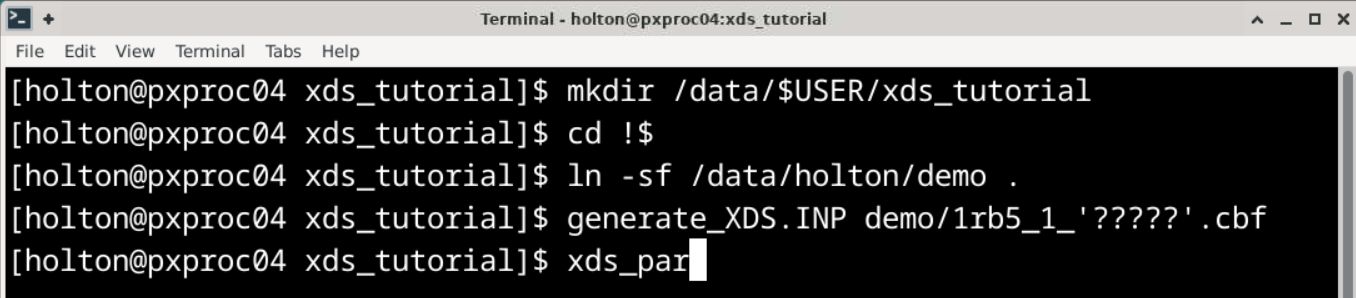 Terminal - holton@pxproc04:xds_tutorial
File Edit View Terminal Tabs Help
[holton@pxproc04 xds_tutorial]$ mkdir /data/$USER/xds_tutorial
[holton@pxproc04 xds_tutorial]$ cd !$
[holton@pxproc04 xds_tutorial]$ ln -sf /data/holton/demo .
[holton@pxproc04 xds_tutorial]$ generate_XDS.INP demo/1rb5_1_'?????'.cbf
[holton@pxproc04 xds_tutorial]$ xds_par